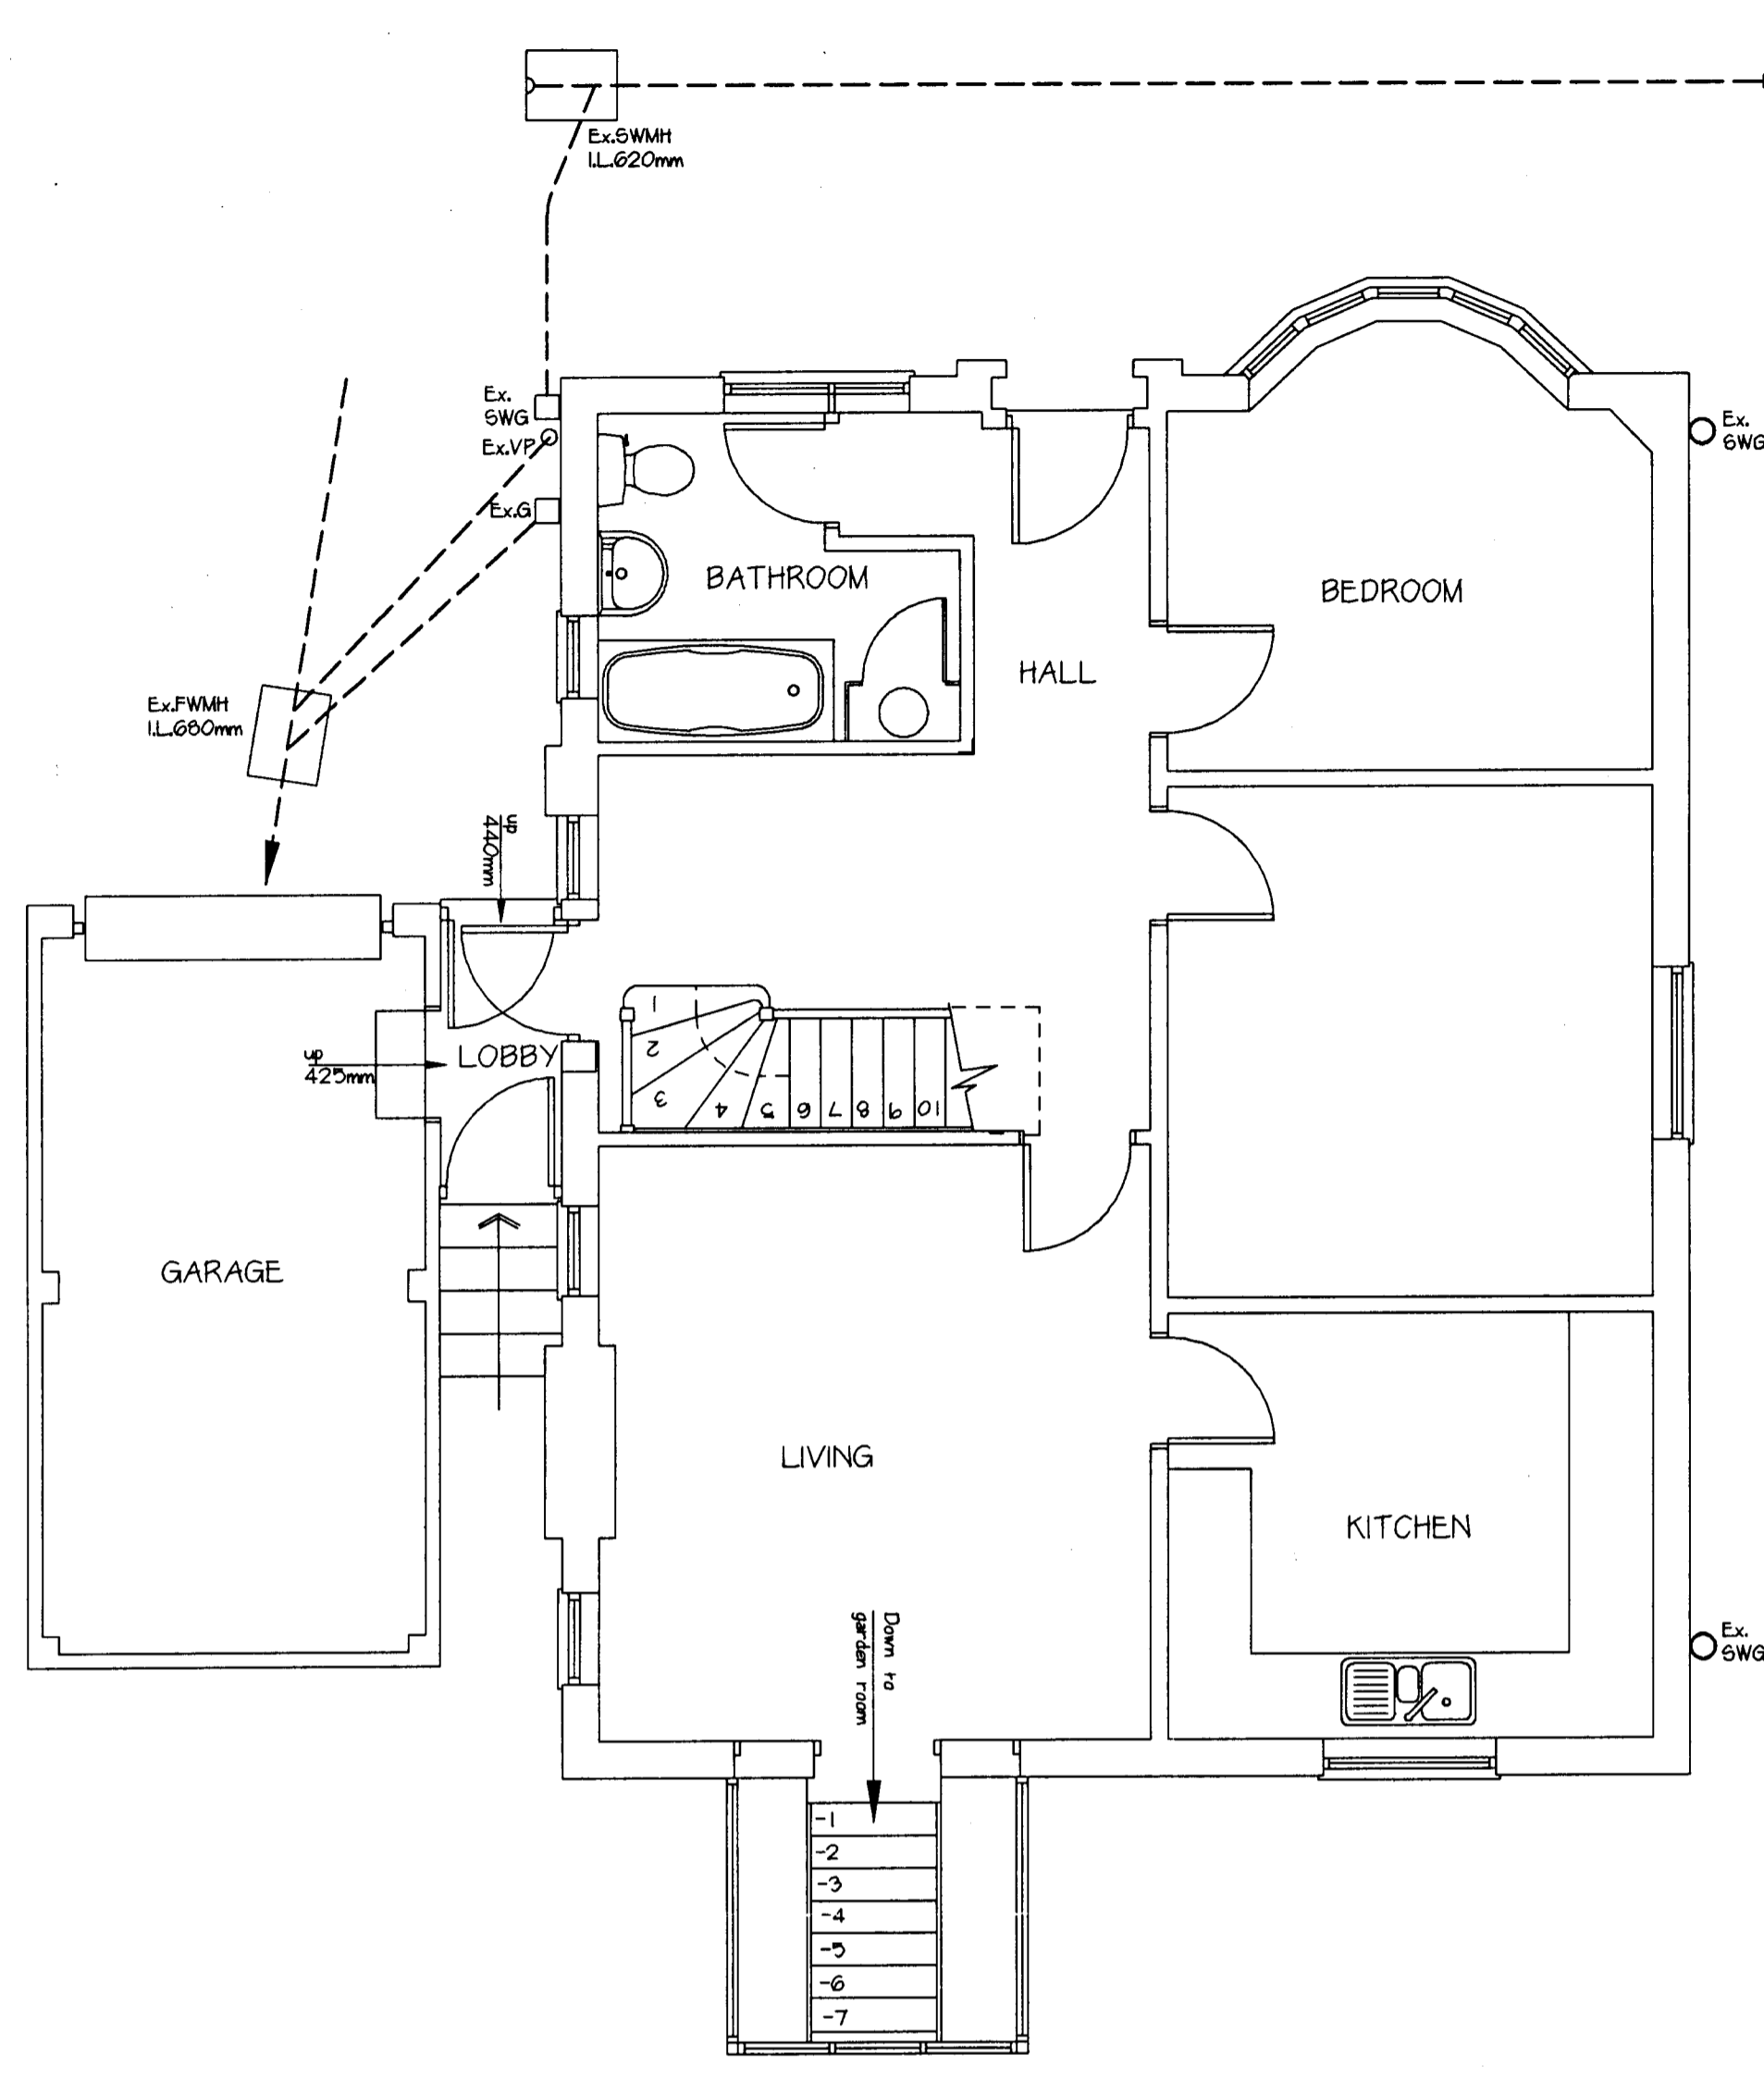 Ex.SWMH
I.L.620mm
Ex.
SWG
Ex.VP
Ex.G
Ex.
SWG
BATHROOM
BEDROOM
HALL
Ex.FWMH
I.L.680mm
up
440mm
up
425mm
LOBBY
1
2
3
4
5
6
7
8
9
10
GARAGE
LIVING
KITCHEN
Down to
garden room
Ex.
SWG
-1
-2
-3
-4
-5
-6
-7